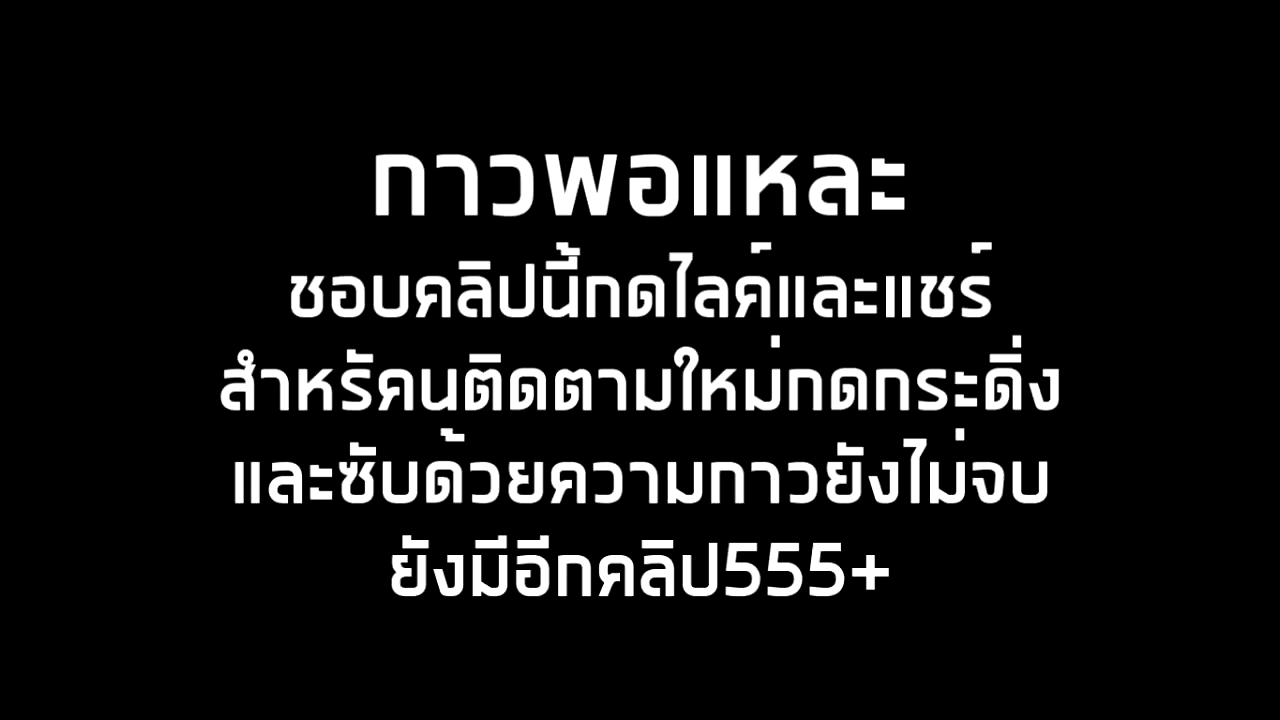 กาวพอแหละ
ชอบคลิปนี้กดไลค์และแชร์
สำหรัคนติดตามใหม่กดกระดิ่ง
และซับด้วยความกาวยังไม่จบ
ยังมีอีกคลิป555+